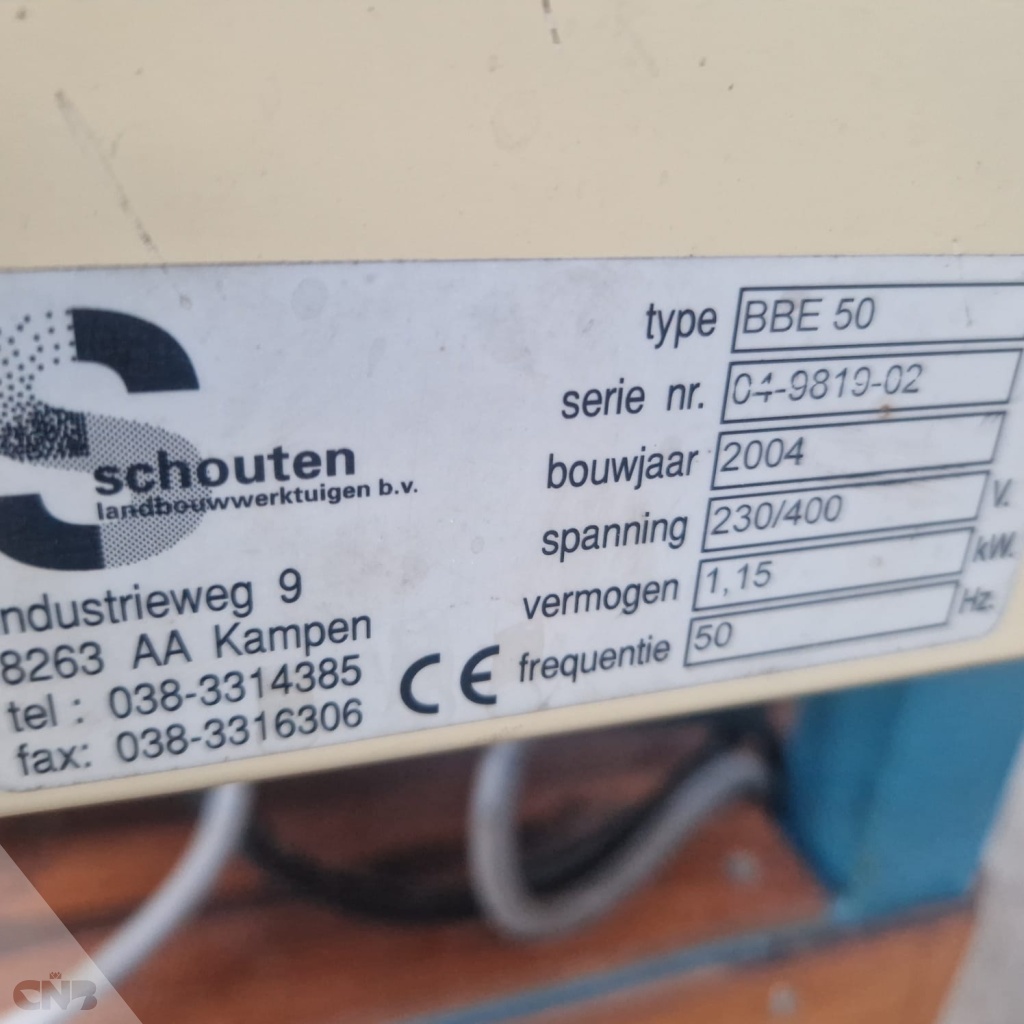 schouten
landbouwwerktuigen b.v.
ndustrieweg 9
8263 AA Kampen
tel : 038-3314385
fax: 038-3316306
CE
type BBE 50
serie nr. 04-9819-02
bouwjaar 2004
spanning 230/400 V.
vermogen 1,15 kW.
frequentie 50 Hz.
CNB